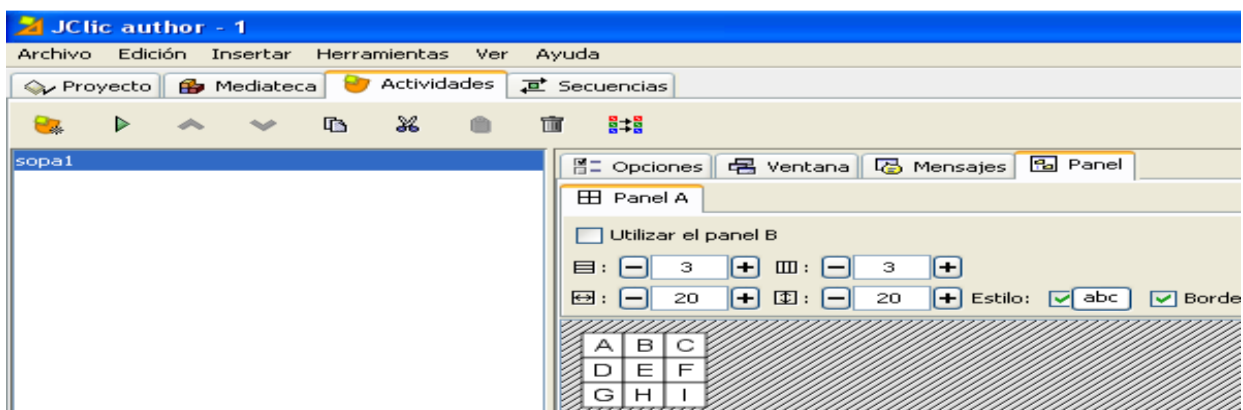 JClic author - 1
Archivo Edición Insertar Herramientas Ver Ayuda
Proyecto Mediateca Actividades Secuencias
sopa1
Opciones Ventana Mensajes Panel
Panel A
Utilizar el panel B
: 3 : 3
: 20 : 20 Estilo: abc Borde
A B C
D E F
G H I